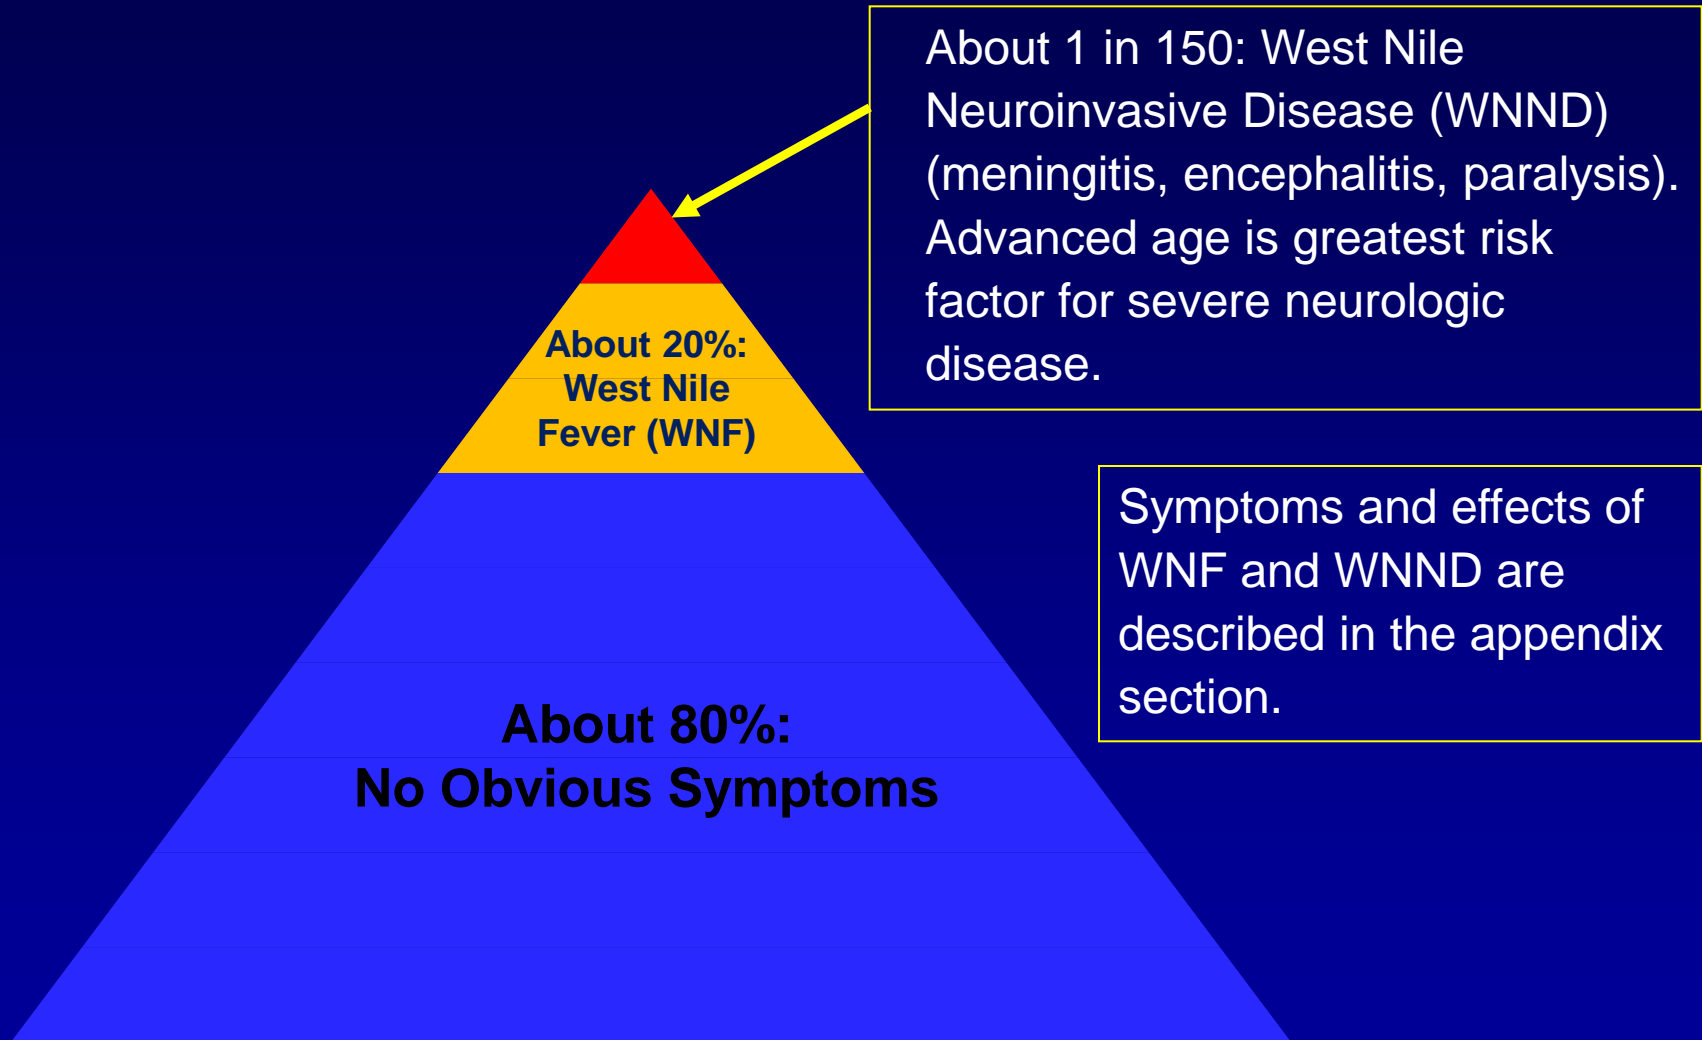 About 1 in 150: West Nile
Neuroinvasive Disease (WNND)
(meningitis, encephalitis, paralysis).
Advanced age is greatest risk
factor for severe neurologic
disease.
About 20%:
West Nile
Fever (WNF)
Symptoms and effects of
WNF and WNND are
described in the appendix
section.
About 80%:
No Obvious Symptoms